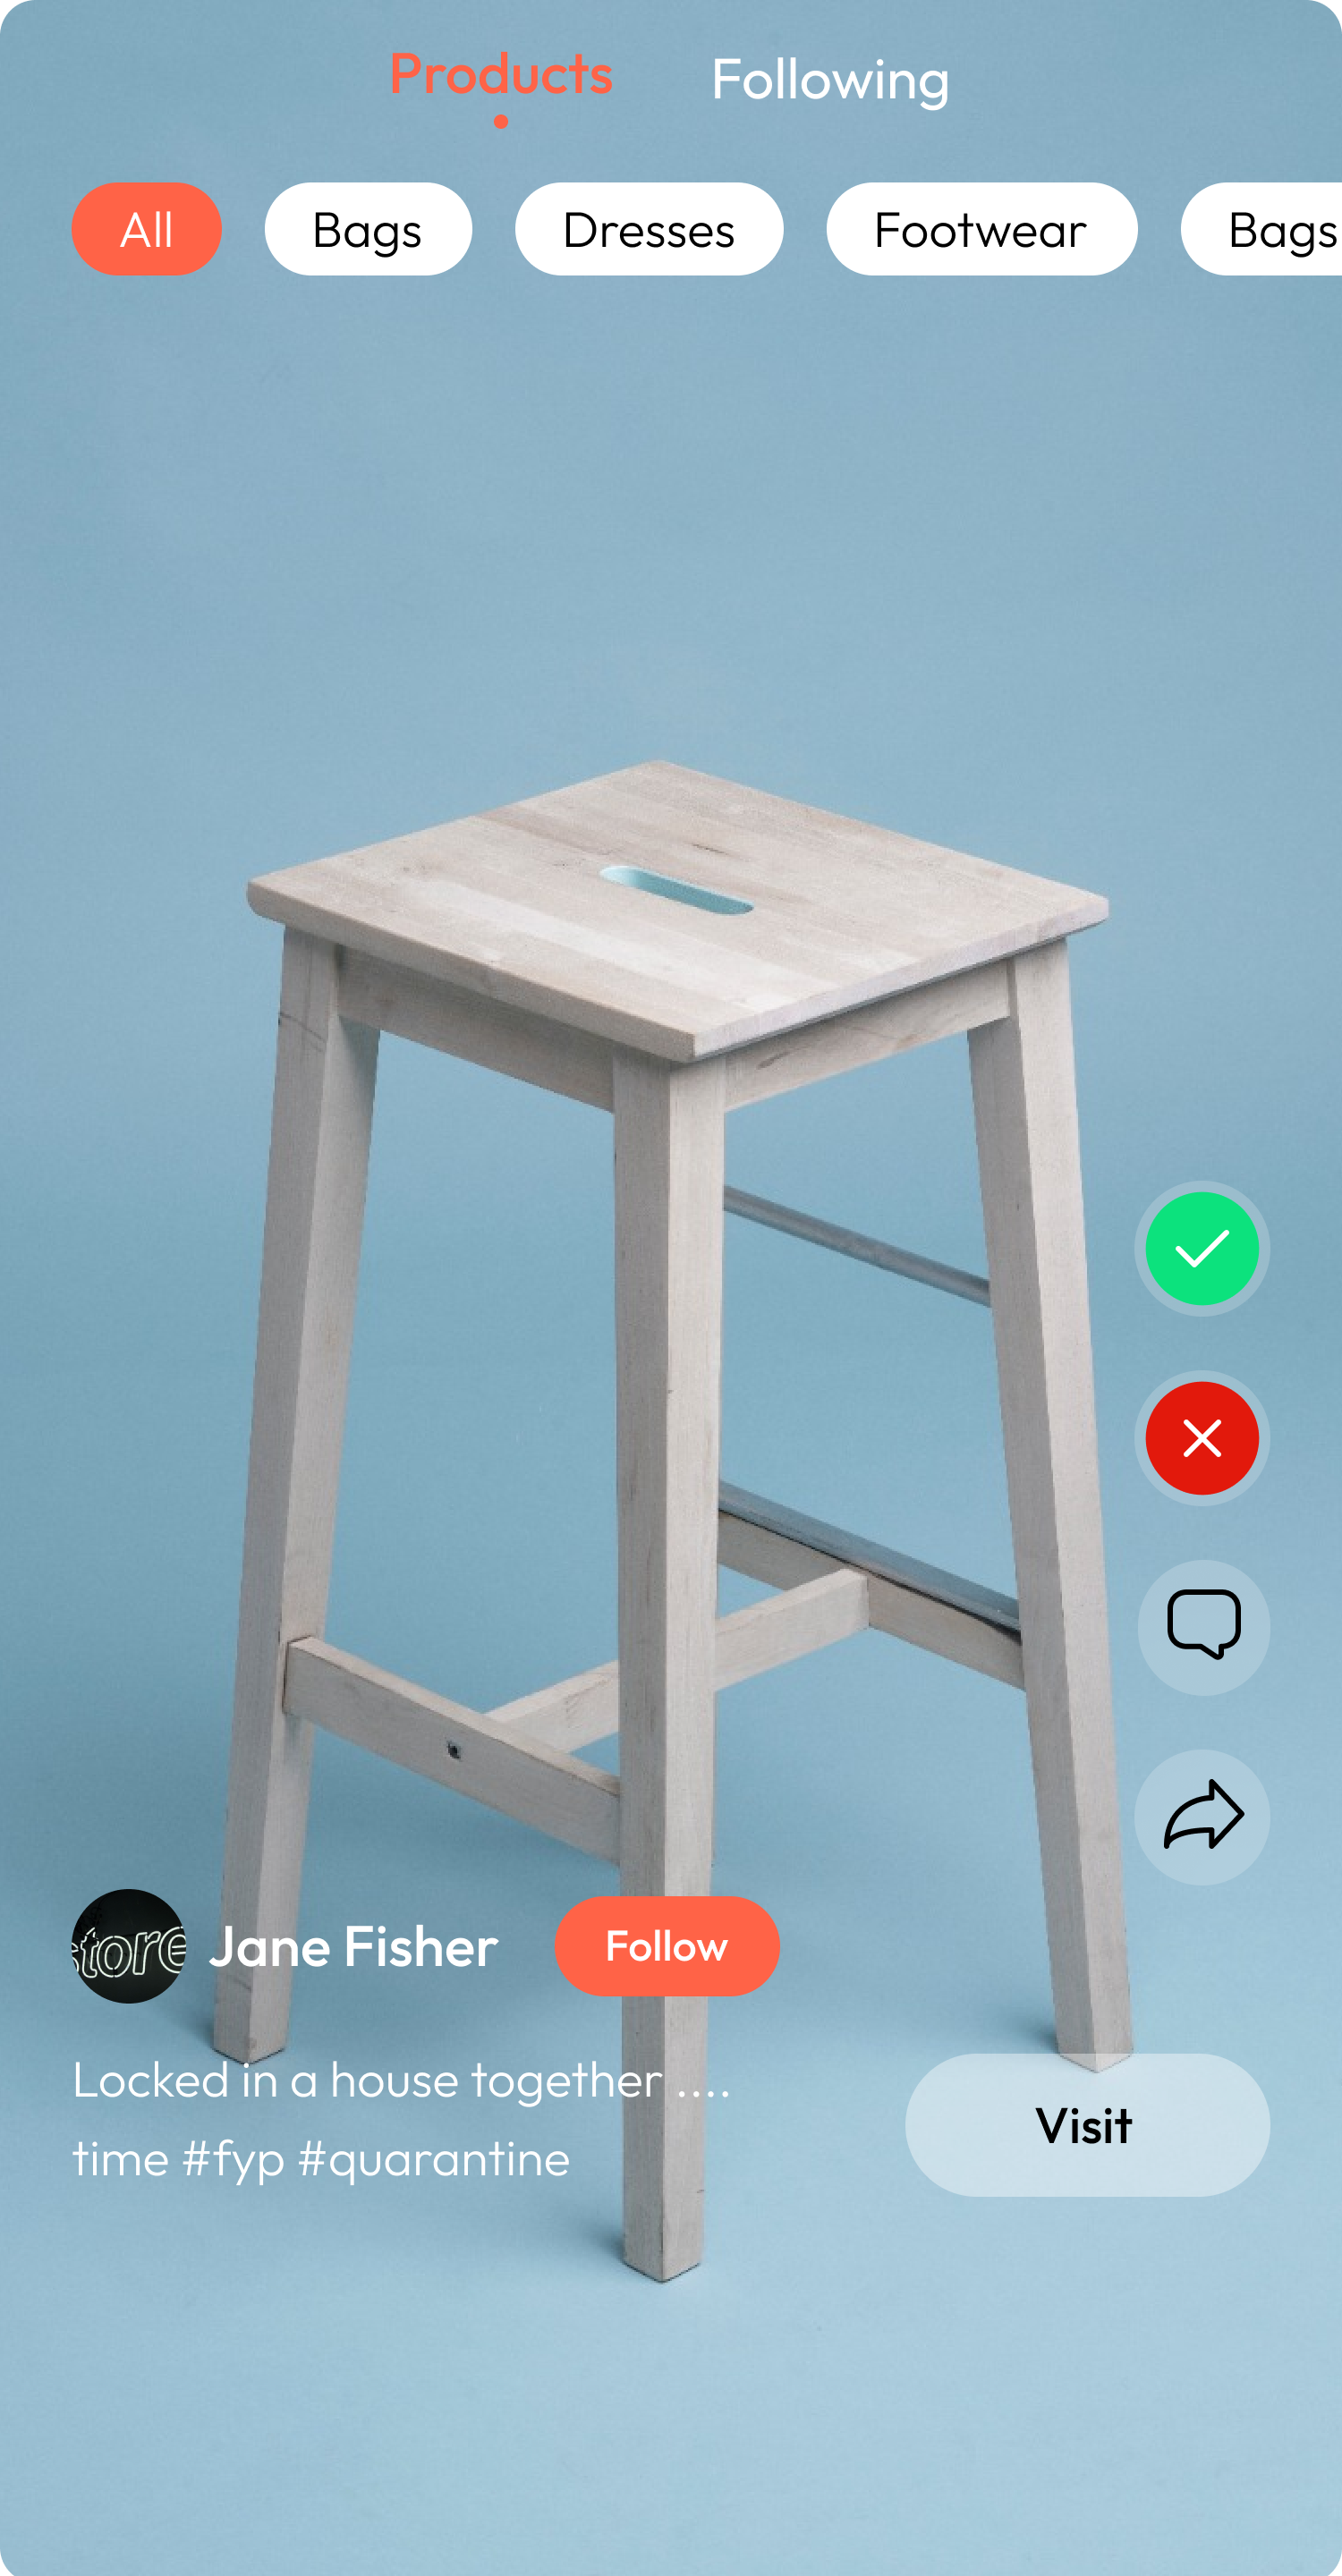 Products Following
All Bags Dresses Footwear Bags
store
Jane Fisher Follow
Locked in a house together ....
time #fyp #quarantine
Visit